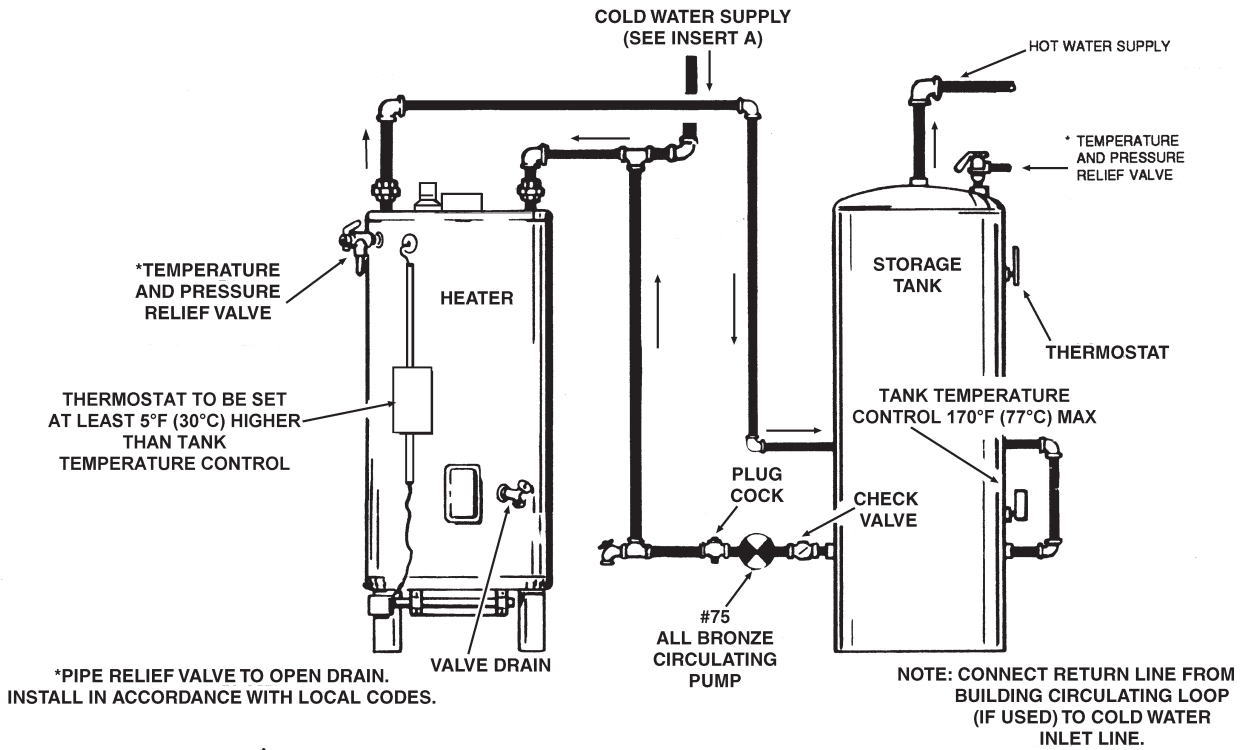 COLD WATER SUPPLY
(SEE INSERT A)
HOT WATER SUPPLY
* TEMPERATURE
AND PRESSURE
RELIEF VALVE
*TEMPERATURE
AND PRESSURE
RELIEF VALVE
HEATER
STORAGE
TANK
THERMOSTAT
THERMOSTAT TO BE SET
AT LEAST 5°F (30°C) HIGHER
THAN TANK
TEMPERATURE CONTROL
TANK TEMPERATURE
CONTROL 170°F (77°C) MAX
PLUG
COCK
CHECK
VALVE
#75
ALL BRONZE
CIRCULATING
PUMP
VALVE DRAIN
*PIPE RELIEF VALVE TO OPEN DRAIN.
INSTALL IN ACCORDANCE WITH LOCAL CODES.
NOTE: CONNECT RETURN LINE FROM
BUILDING CIRCULATING LOOP
(IF USED) TO COLD WATER
INLET LINE.